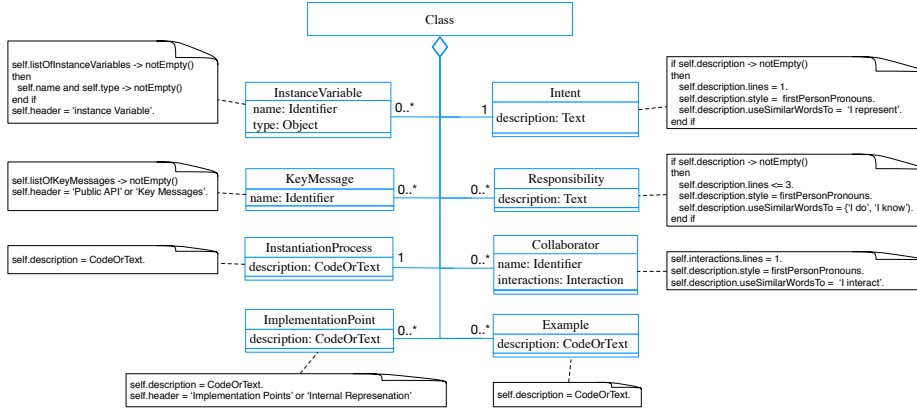 Class
self.listOfInstanceVariables -> notEmpty()
then
self.name and self.type -> notEmpty()
end if
self.header = 'instance Variable'.
InstanceVariable
name: Identifier
type: Object
0..*
1
Intent
description: Text
if self.description -> notEmpty()
then
self.description.lines = 1.
self.description.style = firstPersonPronouns.
self.description.useSimilarWordsTo = 'I represent'.
end if
self.listOfKeyMessages -> notEmpty()
self.header = 'Public API' or 'Key Messages'.
KeyMessage
name: Identifier
0..*
0..*
Responsibility
description: Text
if self.description -> notEmpty()
then
self.description.lines <= 3.
self.description.style = firstPersonPronouns.
self.description.useSimilarWordsTo = {'I do', 'I know').
end if
self.description = CodeOrText.
InstantiationProcess
description: CodeOrText
1
0..*
Collaborator
name: Identifier
interactions: Interaction
self.interactions.lines = 1.
self.description.style = firstPersonPronouns.
self.description.useSimilarWordsTo = 'I interact'.
ImplementationPoint
description: CodeOrText
0..*
0..*
Example
description: CodeOrText
self.description = CodeOrText.
self.header = 'Implementation Points' or 'Internal Represenation'
self.description = CodeOrText.